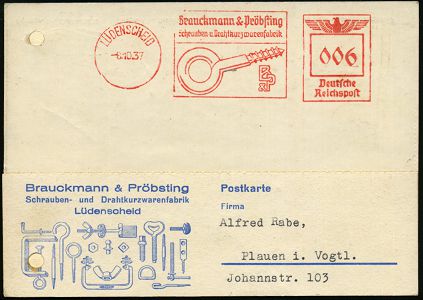 LÜDENSCHEID
-6.10.37
Brauckmann & Pröbsting
Schrauben u. Drahtkurzwarenfabrik
006
Deutsche
Reichspost
Brauckmann & Pröbsting
Schrauben- und Drahtkurzwarenfabrik
Lüdenscheid
Postkarte
Firma
Alfred Rabe,
Plauen i. Vogtl.
Johannstr. 103